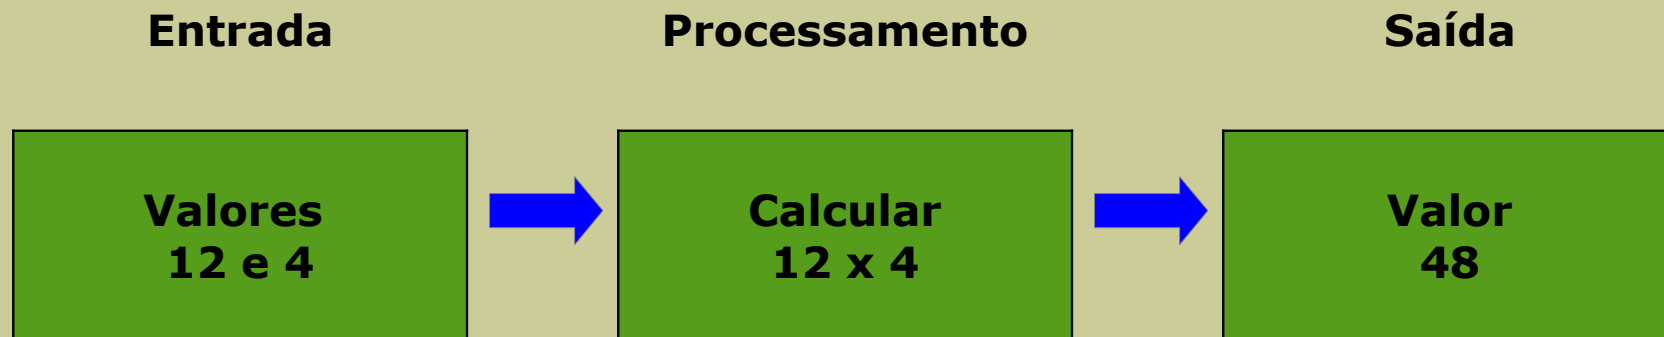 Entrada
Processamento
Saída
Valores
12 e 4
Calcular
12 x 4
Valor
48